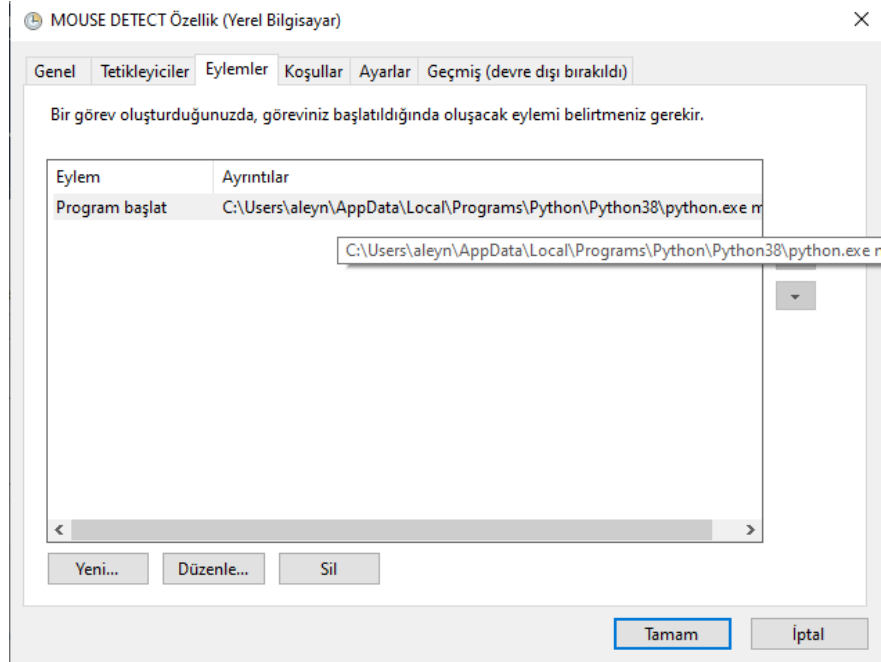 MOUSE DETECT Özellik (Yerel Bilgisayar)
Genel Tetikleyiciler Eylemler Koşullar Ayarlar Geçmiş (devre dışı bırakıldı)
Bir görev oluşturduğunuzda, göreviniz başlatıldığında oluşacak eylemi belirtmeniz gerekir.
Eylem Ayrıntılar
Program başlat C:\Users\aleyn\AppData\Local\Programs\Python\Python38\python.exe m
C:\Users\aleyn\AppData\Local\Programs\Python\Python38\python.exe
Yeni... Düzenle... Sil
Tamam İptal